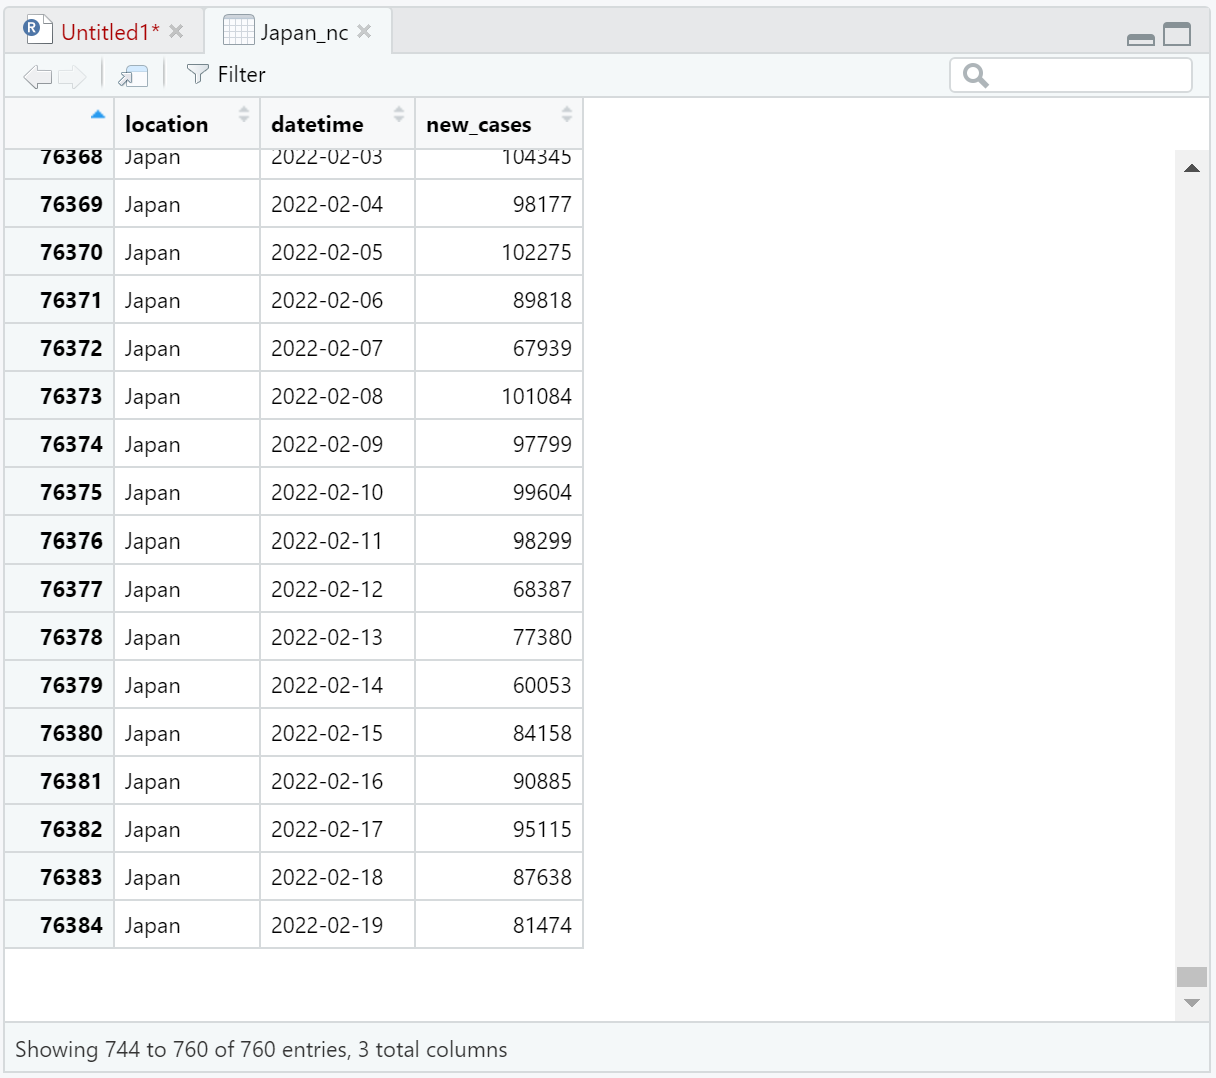 R Untitled1* Japan_nc
Filter
location datetime new_cases
76368 Japan 2022-02-03 104345
76369 Japan 2022-02-04 98177
76370 Japan 2022-02-05 102275
76371 Japan 2022-02-06 89818
76372 Japan 2022-02-07 67939
76373 Japan 2022-02-08 101084
76374 Japan 2022-02-09 97799
76375 Japan 2022-02-10 99604
76376 Japan 2022-02-11 98299
76377 Japan 2022-02-12 68387
76378 Japan 2022-02-13 77380
76379 Japan 2022-02-14 60053
76380 Japan 2022-02-15 84158
76381 Japan 2022-02-16 90885
76382 Japan 2022-02-17 95115
76383 Japan 2022-02-18 87638
76384 Japan 2022-02-19 81474
Showing 744 to 760 of 760 entries, 3 total columns